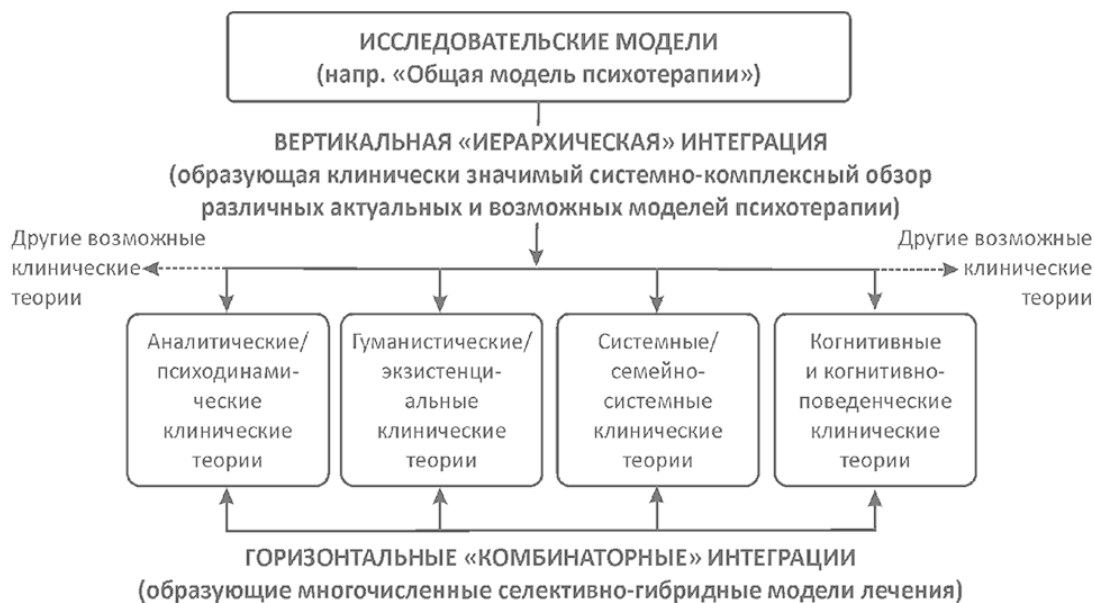 ИССЛЕДОВАТЕЛЬСКИЕ МОДЕЛИ
(напр. «Общая модель психотерапии»)
ВЕРТИКАЛЬНАЯ «ИЕРАРХИЧЕСКАЯ» ИНТЕГРАЦИЯ
(образующая клинически значимый системно-комплексный обзор
различных актуальных и возможных моделей психотерапии)
Другие возможные
клинические
теории
Другие возможные
клинические
теории
Аналитические/
психодинами-
ческие
клинические
теории
Гуманистические/
экзистенци-
альные
клинические
теории
Системные/
семейно-
системные
клинические
теории
Когнитивные
и когнитивно-
поведенческие
клинические
теории
ГОРИЗОНТАЛЬНЫЕ «КОМБИНАТОРНЫЕ» ИНТЕГРАЦИИ
(образующие многочисленные селективно-гибридные модели лечения)